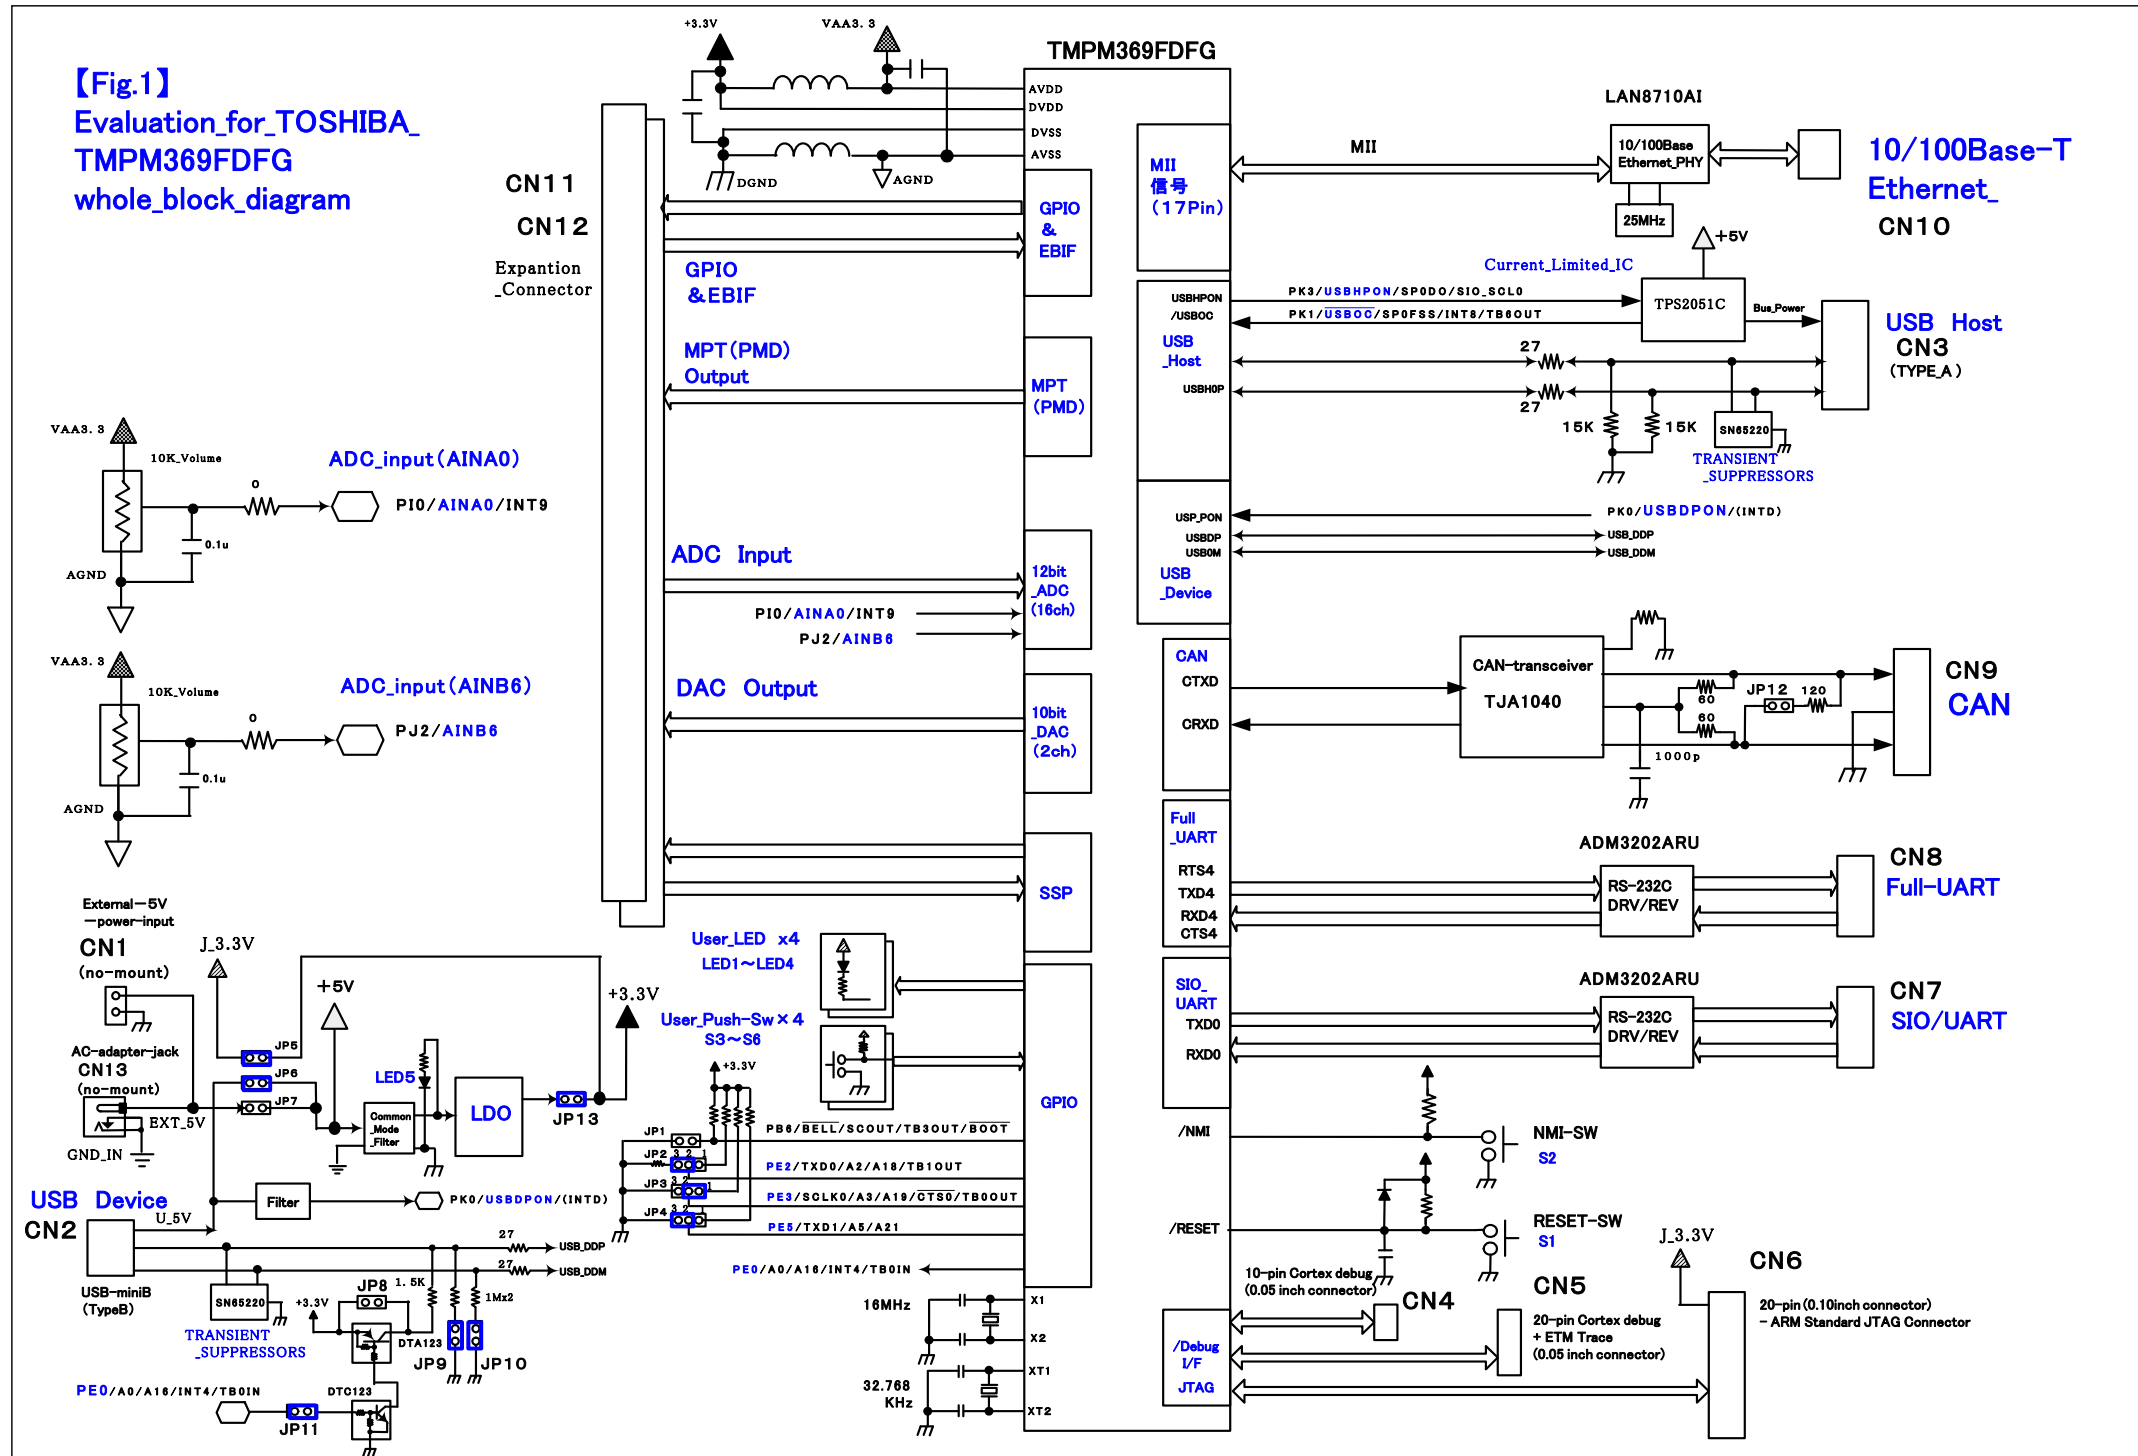 【Fig.1】
Evaluation_for_TOSHIBA_
TMPM369FDFG
whole_block_diagram
+3.3V
VAA3.3
TMPM369FDFG
AVDD
DVDD
DVSS
AVSS
DGND
AGND
CN11
CN12
Expantion
_Connector
GPIO
&EBIF
GPIO
&
EBIF
MPT(PMD)
Output
MPT
(PMD)
ADC Input
12bit
_ADC
(16ch)
PI0/AINA0/INT9
PJ2/AINB6
DAC Output
10bit
_DAC
(2ch)
SSP
User_LED x4
LED1～LED4
User_Push-Sw×4
S3～S6
GPIO
VAA3.3
10K_Volume
ADC_input(AINA0)
0
PI0/AINA0/INT9
0.1u
AGND
VAA3.3
10K_Volume
ADC_input(AINB6)
0
PJ2/AINB6
0.1u
AGND
MII
信号
(17Pin)
MII
LAN8710AI
10/100Base
Ethernet_PHY
25MHz
10/100Base-T
Ethernet_
CN10
+5V
Current_Limited_IC
TPS2051C
Bus_Power
USBHPON
/USBOC
PK3/USBHPON/SP0DO/SIO_SCL0
PK1/USBOC/SP0FSS/INT8/TB6OUT
USB
_Host
USBH0P
27
27
15K
15K
SN65220
TRANSIENT
_SUPPRESSORS
USB Host
CN3
(TYPE_A)
USP_PON
USBDP
USB0M
USB
_Device
PK0/USBDPON/(INTD)
USB_DDP
USB_DDM
CAN
CTXD
CRXD
CAN-transceiver
TJA1040
60
60
JP12
120
1000p
CN9
CAN
Full
_UART
RTS4
TXD4
RXD4
CTS4
ADM3202ARU
RS-232C
DRV/REV
CN8
Full-UART
SIO_
UART
TXD0
RXD0
ADM3202ARU
RS-232C
DRV/REV
CN7
SIO/UART
/NMI
NMI-SW
S2
/RESET
RESET-SW
S1
10-pin Cortex debug
(0.05 inch connector)
CN4
CN5
20-pin Cortex debug
+ ETM Trace
(0.05 inch connector)
J_3.3V
CN6
20-pin(0.10inch connector)
- ARM Standard JTAG Connector
/Debug
I/F
JTAG
External-5V
-power-input
CN1
(no-mount)
J_3.3V
+5V
+3.3V
AC-adapter-jack
CN13
(no-mount)
EXT_5V
GND_IN
JP5
JP6
JP7
LED5
Common
_Mode
_Filter
LDO
JP13
USB Device
CN2
U_5V
Filter
PK0/USBDPON/(INTD)
27
USB_DDP
27
USB_DDM
USB-miniB
(TypeB)
SN65220
TRANSIENT
_SUPPRESSORS
+3.3V
JP8
1.5K
1Mx2
DTA123
JP9
JP10
PE0/A0/A16/INT4/TB0IN
JP11
DTC123
+3.3V
JP1
PB6/BELL/SCOUT/TB3OUT/BOOT
JP2
3 2 1
PE2/TXD0/A2/A18/TB1OUT
JP3
3 2 1
PE3/SCLK0/A3/A19/CTS0/TB0OUT
JP4
3 2 1
PE5/TXD1/A5/A21
PE0/A0/A16/INT4/TB0IN
16MHz
X1
X2
32.768
KHz
XT1
XT2